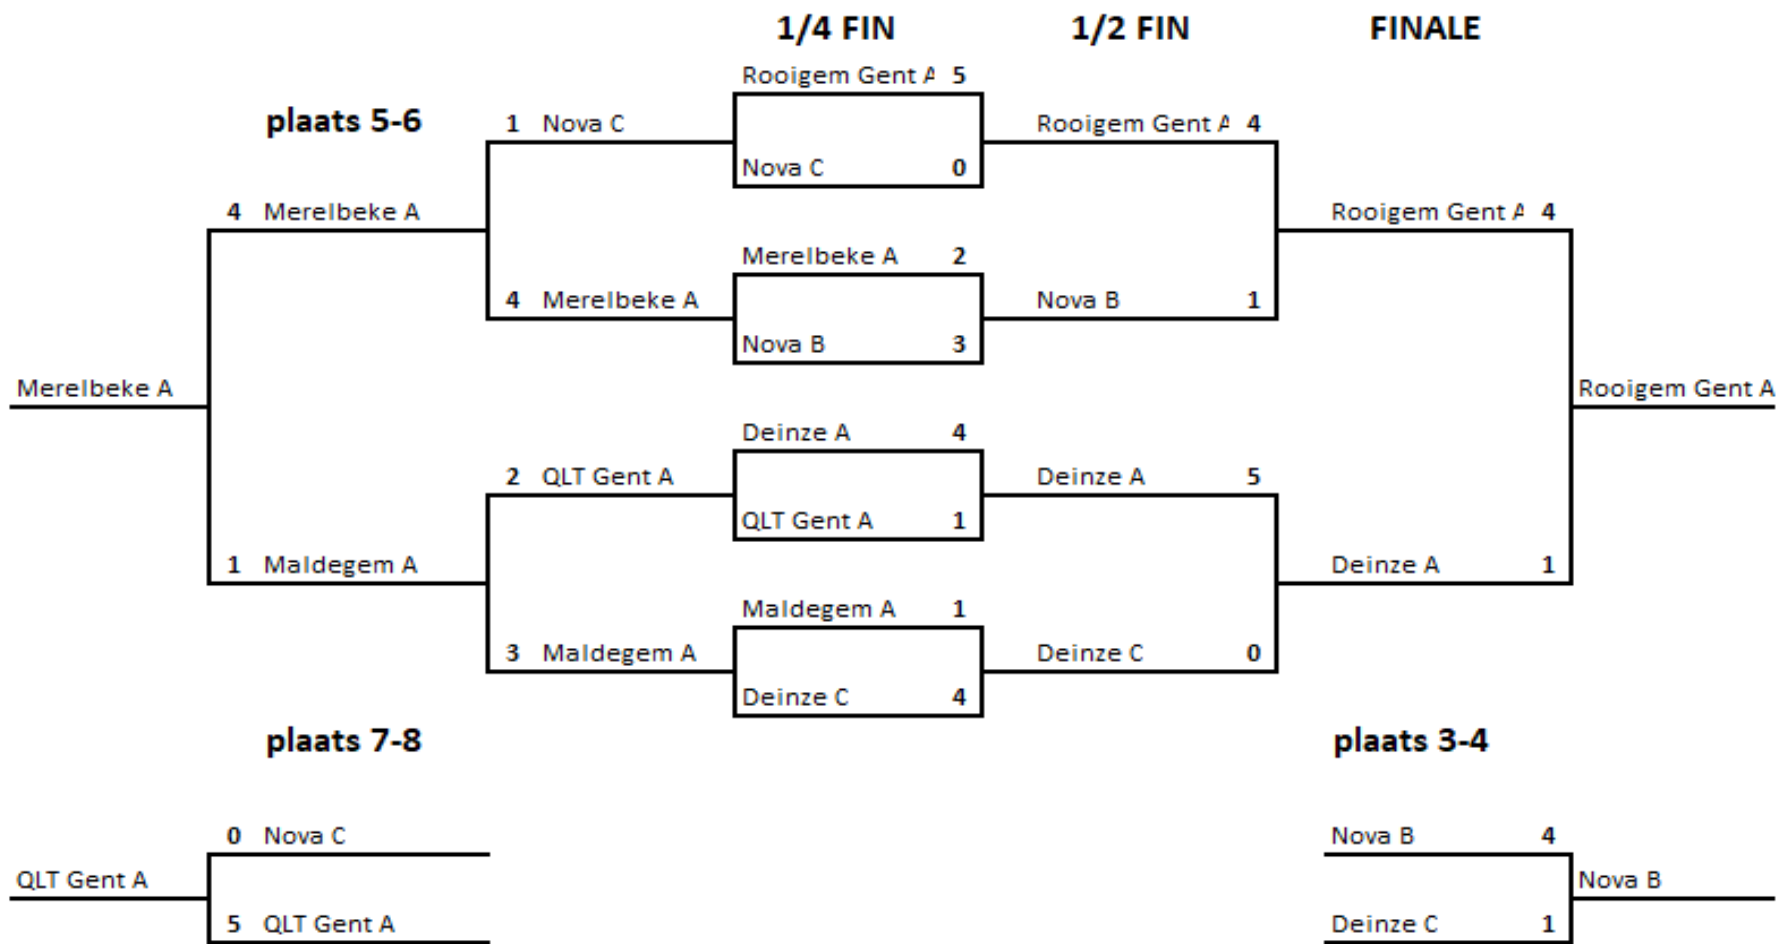 1/4 FIN 1/2 FIN FINALE
Rooigem Gent A 5
plaats 5-6 1 Nova C Rooigem Gent A 4
Nova C 0
4 Merelbeke A Rooigem Gent A 4
Merelbeke A 2
4 Merelbeke A Nova B 1
Nova B 3
Merelbeke A Rooigem Gent A
Deinze A 4
2 QLT Gent A Deinze A 5
QLT Gent A 1
1 Maldegem A Deinze A 1
Maldegem A 1
3 Maldegem A Deinze C 0
Deinze C 4
plaats 7-8 plaats 3-4
0 Nova C Nova B 4
QLT Gent A Nova B
5 QLT Gent A Deinze C 1